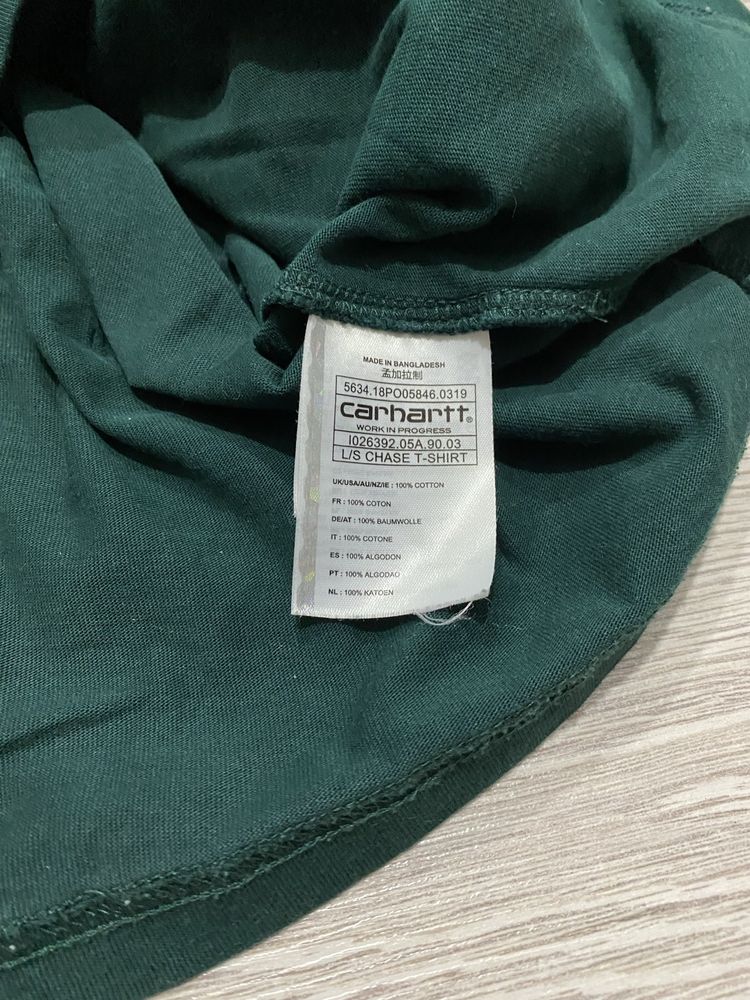 MADE IN BANGLADESH
孟加拉制
5634.18PO05846.0319
carhartt®
WORK IN PROGRESS
I026392.05A.90.03
L/S CHASE T-SHIRT
UK/USA/AU/NZ/IE : 100% COTTON
FR : 100% COTON
DE/AT : 100% BAUMWOLLE
IT : 100% COTONE
ES : 100% ALGODON
PT : 100% ALGODAO
NL : 100% KATOEN